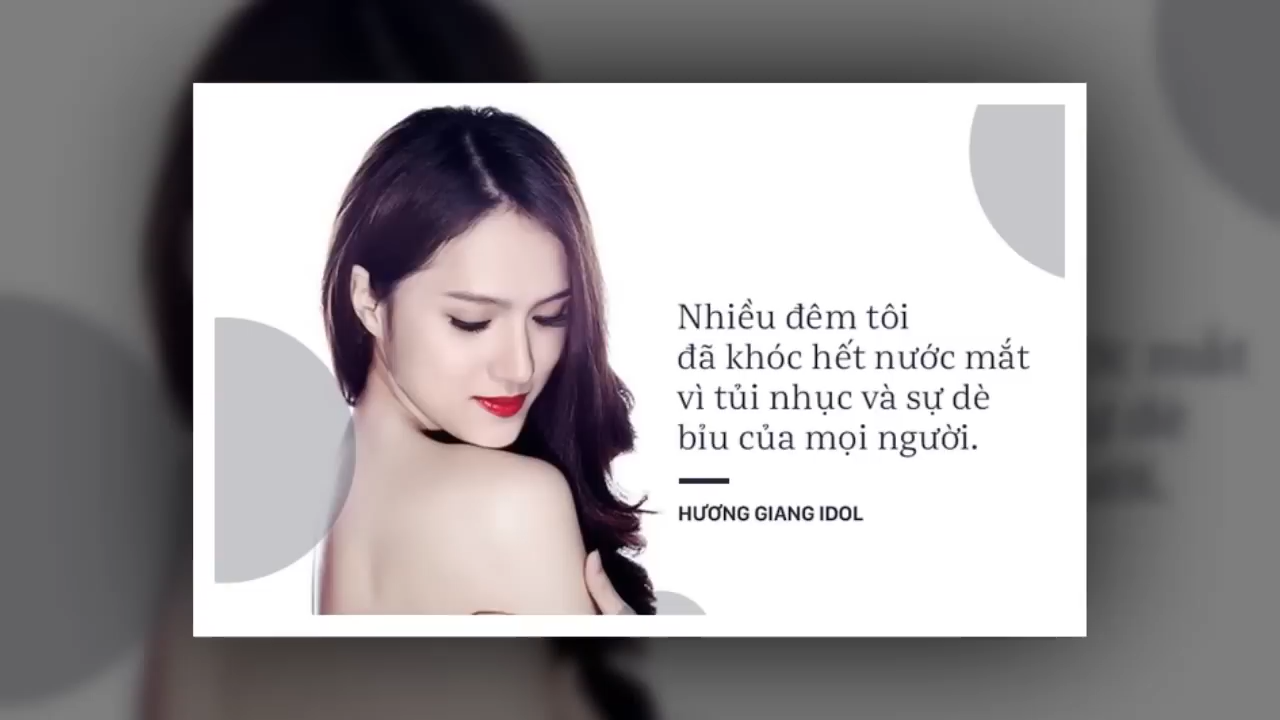 Nhiều đêm tôi
đã khóc hết nước mắt
vì tủi nhục và sự dè
bỉu của mọi người.
HƯƠNG GIANG IDOL